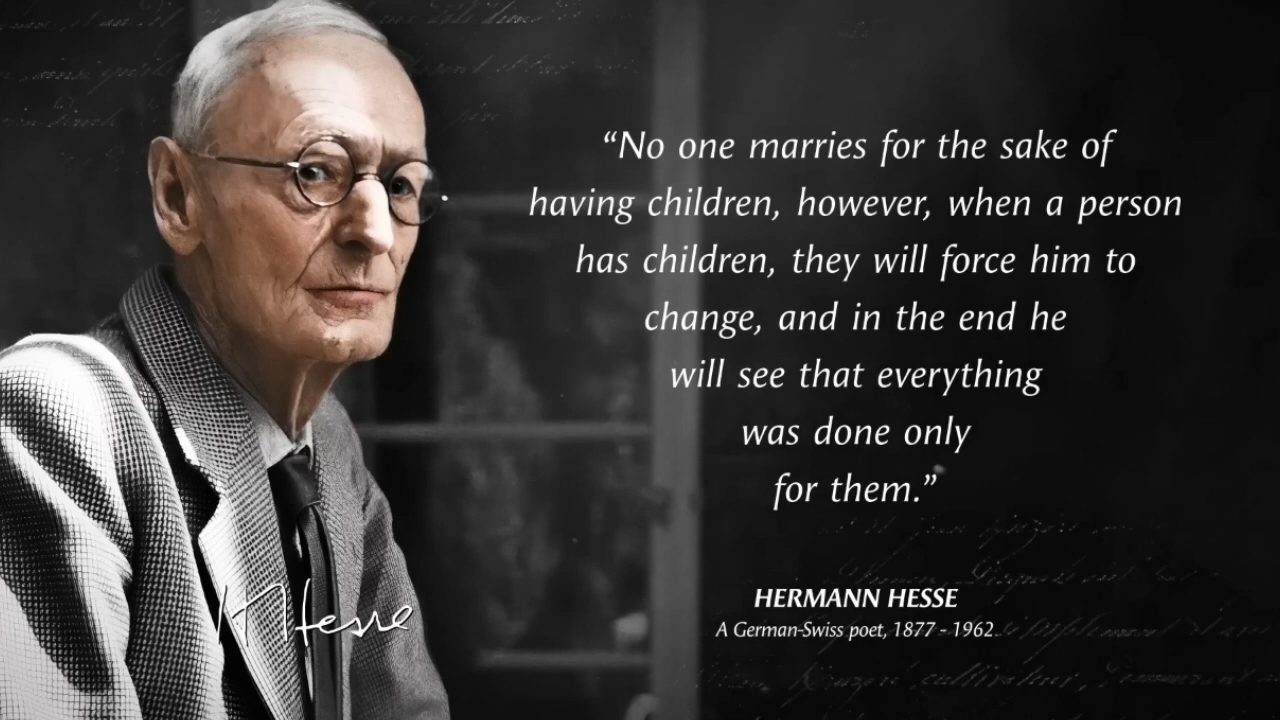 “No one marries for the sake of
having children, however, when a person
has children, they will force him to
change, and in the end he
will see that everything
was done only
for them.”
HERMANN HESSE
A German-Swiss poet, 1877 - 1962
HHesse